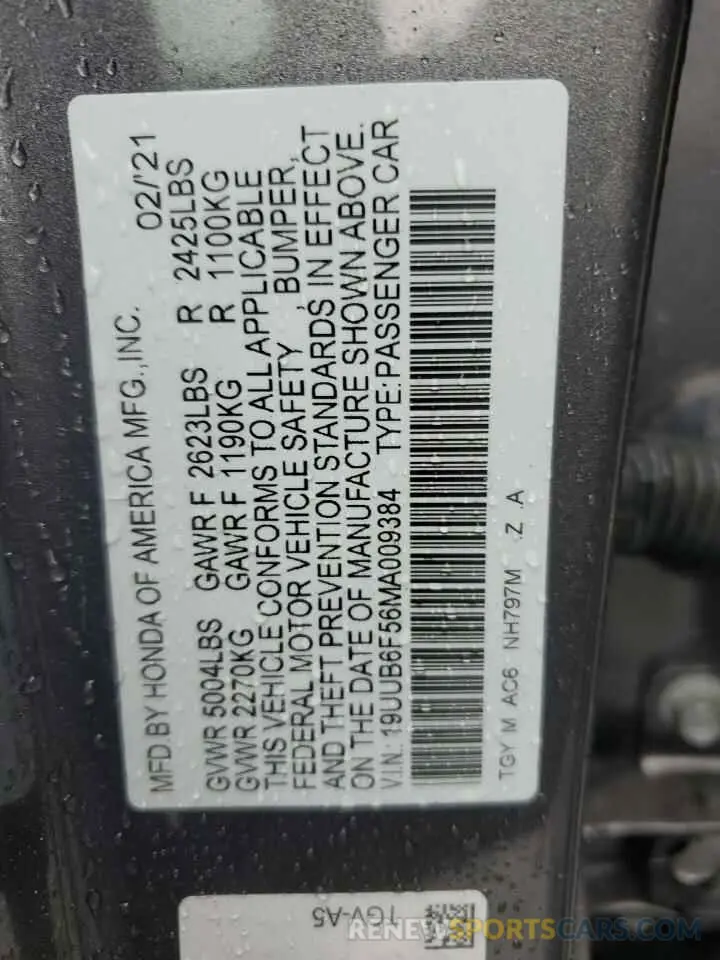 MFD. BY HONDA OF AMERICA MFG.,INC. 02/'21
GVWR 5004LBS GAWR F 2623LBS R 2425LBS
GVWR 2270KG GAWR F 1190KG R 1100KG
THIS VEHICLE CONFORMS TO ALL APPLICABLE
FEDERAL MOTOR VEHICLE SAFETY , BUMPER,
AND THEFT PREVENTION STANDARDS IN EFFECT
ON THE DATE OF MANUFACTURE SHOWN ABOVE.
V.I.N.: 19UUB6F56MA009384 TYPE:PASSENGER CAR
TGY M AC6 NH797M .Z .A
TGV-A5
RENEWSPORTSCARS.COM